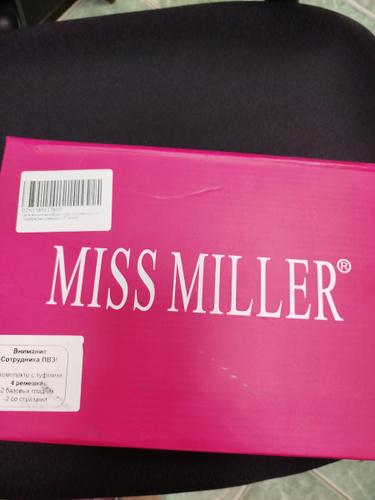 MISS MILLER®
Внимание
Сотрудника ПВЗ!
комплекте с туфлями
4 ремешка
2 базовых гладких
-2 со стразами